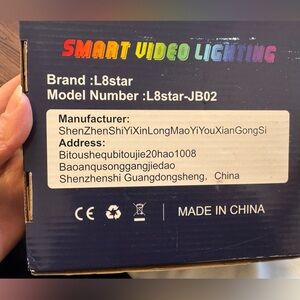 SMART VIDEO LIGHTING
Brand :L8star
Model Number :L8star-JB02
Manufacturer:
ShenZhenShiYiXinLongMaoYiYouXianGongSi
Address:
Bitoushequbitoujie20hao1008
Baoanqusonggangjiedao
Shenzhenshi Guangdongsheng, China
CE
MADE IN CHINA